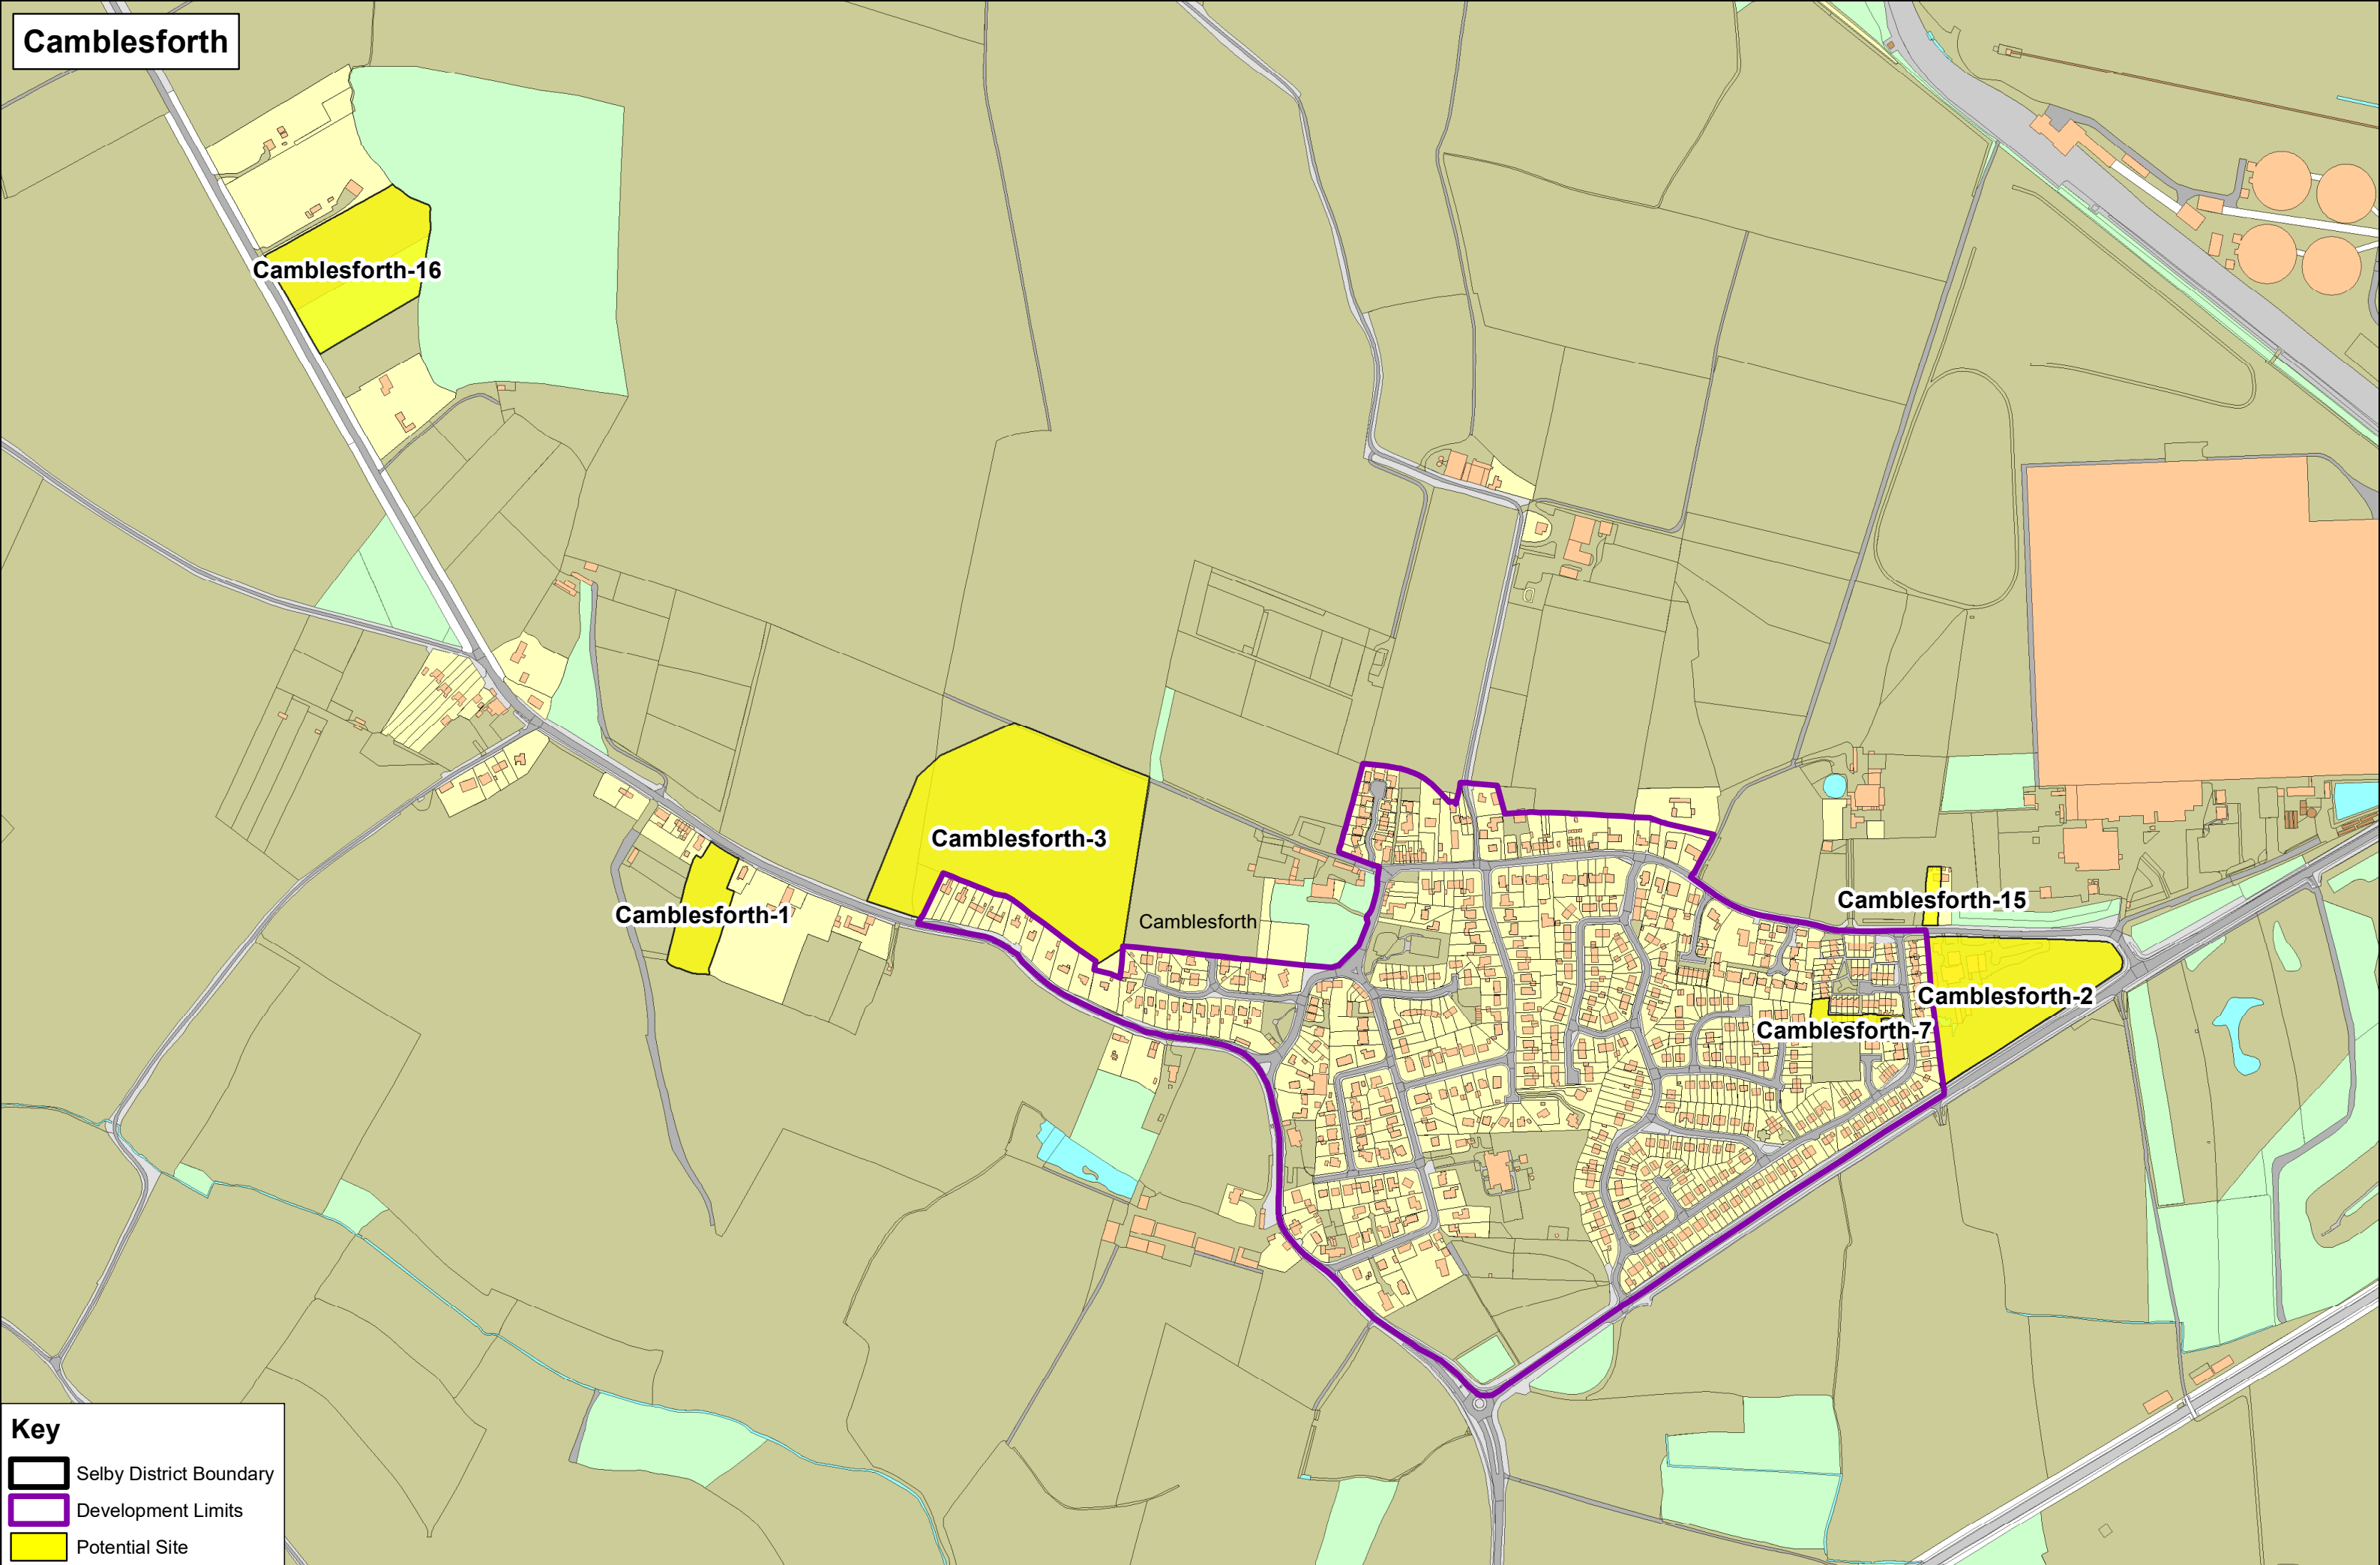 Camblesforth
Camblesforth-16
Camblesforth-3
Camblesforth-1
Camblesforth
Camblesforth-15
Camblesforth-2
Camblesforth-7
Key
Selby District Boundary
Development Limits
Potential Site